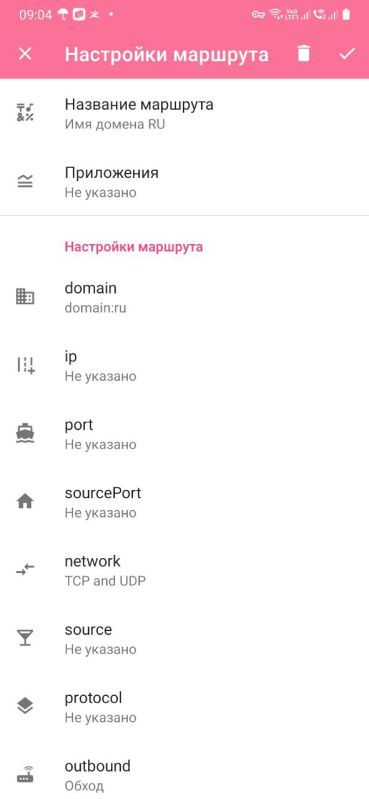 09:04
Настройки маршрута
Название маршрута
Имя домена RU
Приложения
Не указано
Настройки маршрута
domain
domain:ru
ip
Не указано
port
Не указано
sourcePort
Не указано
network
TCP and UDP
source
Не указано
protocol
Не указано
outbound
Обход